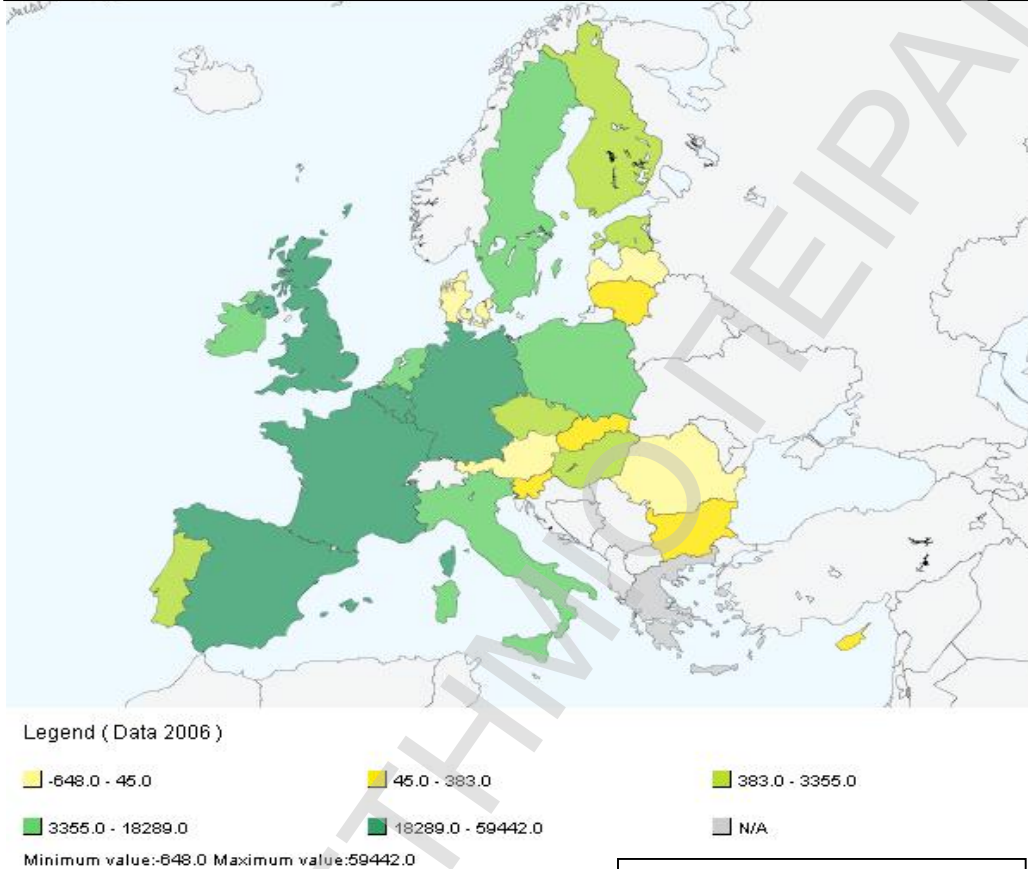 Legend ( Data 2006 )
-648.0 - 45.0 45.0 - 383.0 383.0 - 3355.0
3355.0 - 18289.0 18289.0 - 59442.0 N/A
Minimum value:-648.0 Maximum value:59442.0